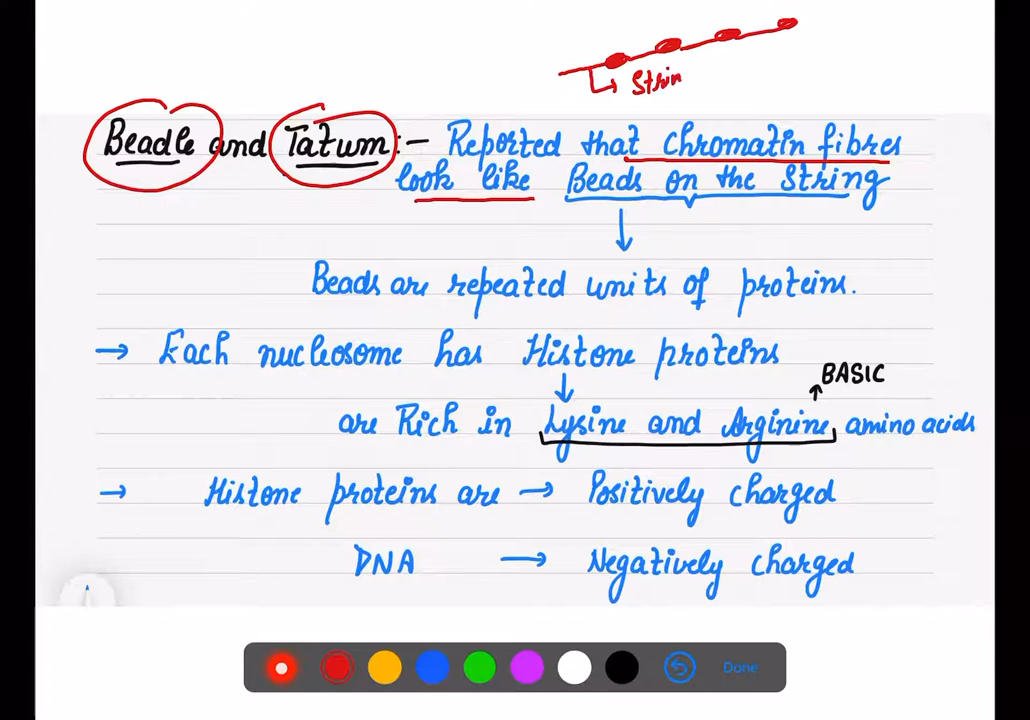 Strin
Beadle and Tatum :- Reported that chromatin fibres
look like Beads on the String
Beads are repeated units of proteins.
→ Each nucleosome has Histone proteins
BASIC
are Rich in Lysine and Arginine amino acids
→ Histone proteins are → Positively charged
DNA → Negatively charged
Done